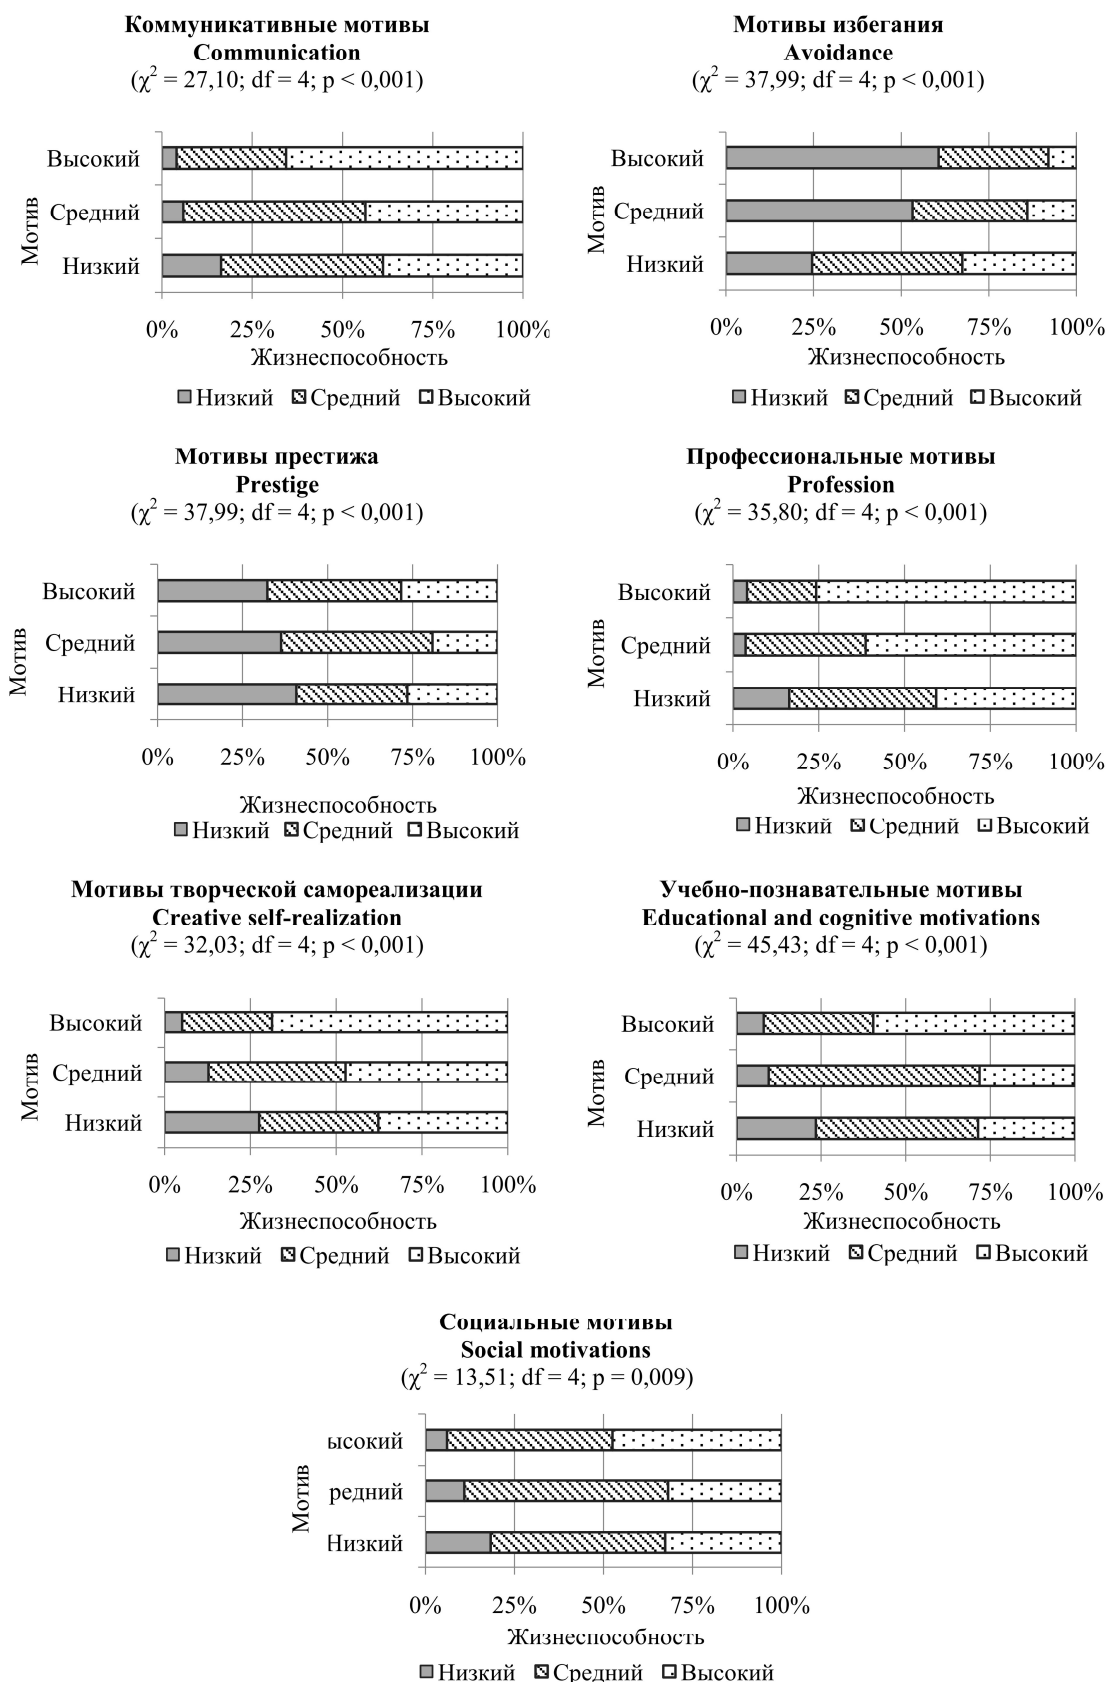 Коммуникативные мотивы
Communication
(χ² = 27,10; df = 4; p < 0,001)
Мотив
Высокий
Средний
Низкий
0% 25% 50% 75% 100%
Жизнеспособность
Низкий Средний Высокий
Мотивы избегания
Avoidance
(χ² = 37,99; df = 4; p < 0,001)
Мотив
Высокий
Средний
Низкий
0% 25% 50% 75% 100%
Жизнеспособность
Низкий Средний Высокий
Мотивы престижа
Prestige
(χ² = 37,99; df = 4; p < 0,001)
Мотив
Высокий
Средний
Низкий
0% 25% 50% 75% 100%
Жизнеспособность
Низкий Средний Высокий
Профессиональные мотивы
Profession
(χ² = 35,80; df = 4; p < 0,001)
Мотив
Высокий
Средний
Низкий
0% 25% 50% 75% 100%
Жизнеспособность
Низкий Средний Высокий
Мотивы творческой самореализации
Creative self-realization
(χ² = 32,03; df = 4; p < 0,001)
Мотив
Высокий
Средний
Низкий
0% 25% 50% 75% 100%
Жизнеспособность
Низкий Средний Высокий
Учебно-познавательные мотивы
Educational and cognitive motivations
(χ² = 45,43; df = 4; p < 0,001)
Мотив
Высокий
Средний
Низкий
0% 25% 50% 75% 100%
Жизнеспособность
Низкий Средний Высокий
Социальные мотивы
Social motivations
(χ² = 13,51; df = 4; p = 0,009)
Мотив
ысокий
редний
Низкий
0% 25% 50% 75% 100%
Жизнеспособность
Низкий Средний Высокий